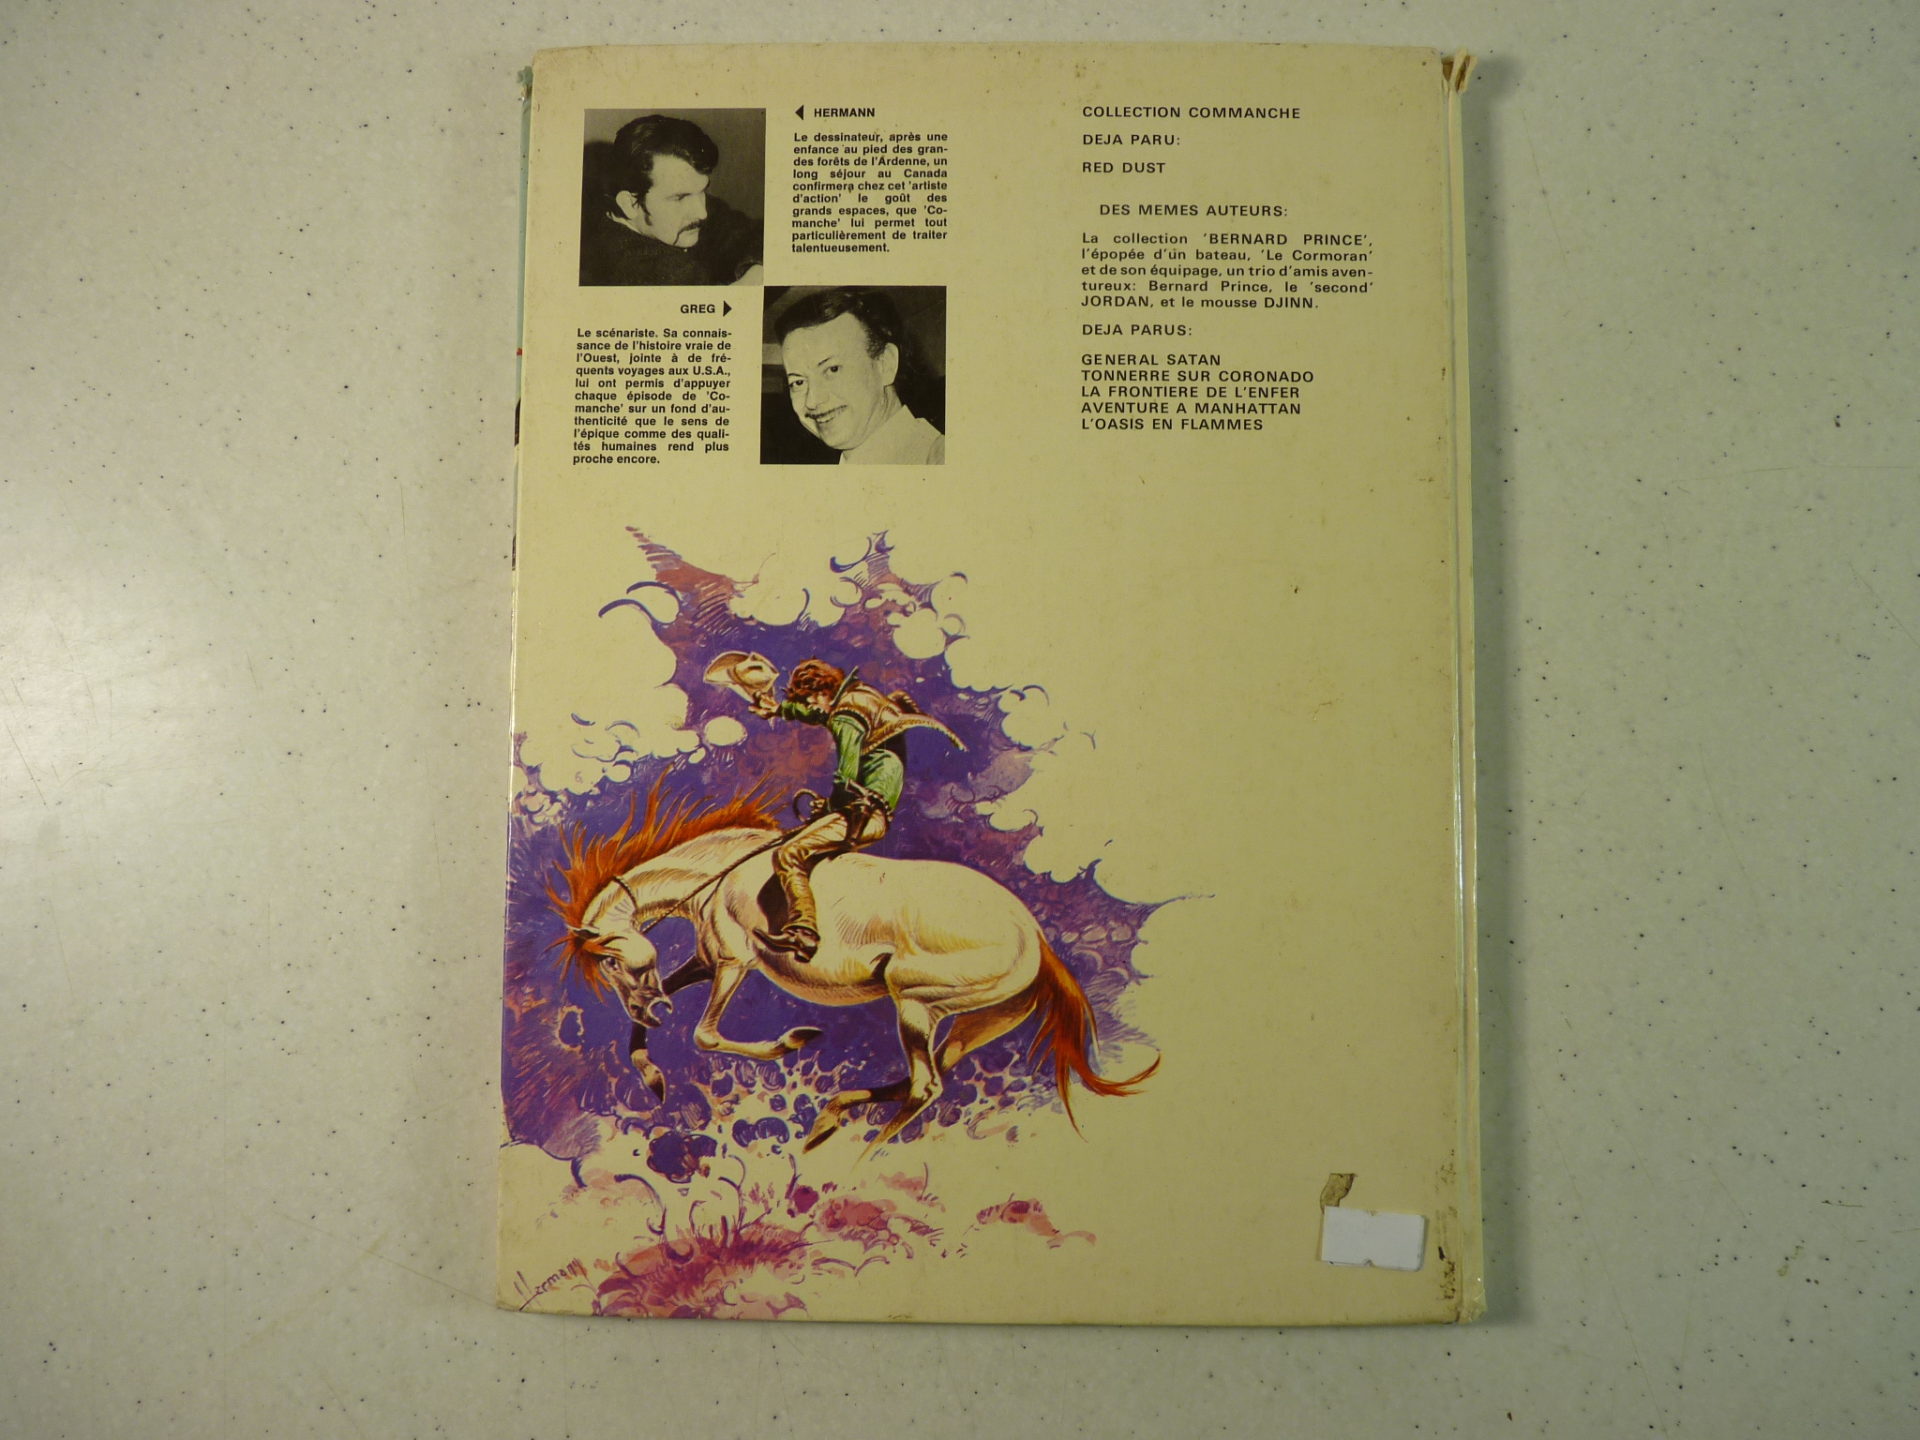 HERMANN
Le dessinateur, après une
enfance au pied des gran-
des forêts de l'Ardenne, un
long séjour au Canada
confirmera chez cet 'artiste
d'action' le goût des
grands espaces, que 'Co-
manche' lui permet tout
particulièrement de traiter
talentueusement.
GREG
Le scénariste. Sa connais-
sance de l'histoire vraie de
l'Ouest, jointe à de fré-
quents voyages aux U.S.A.,
lui ont permis d'appuyer
chaque épisode de 'Co-
manche' sur un fond d'au-
thenticité que le sens de
l'épique comme des quali-
tés humaines rend plus
proche encore.
COLLECTION COMMANCHE
DEJA PARU:
RED DUST
DES MEMES AUTEURS:
La collection 'BERNARD PRINCE',
l'épopée d'un bateau, 'Le Cormoran'
et de son équipage, un trio d'amis aven-
tureux: Bernard Prince, le 'second'
JORDAN, et le mousse DJINN.
DEJA PARUS:
GENERAL SATAN
TONNERRE SUR CORONADO
LA FRONTIERE DE L'ENFER
AVENTURE A MANHATTAN
L'OASIS EN FLAMMES
Hermann